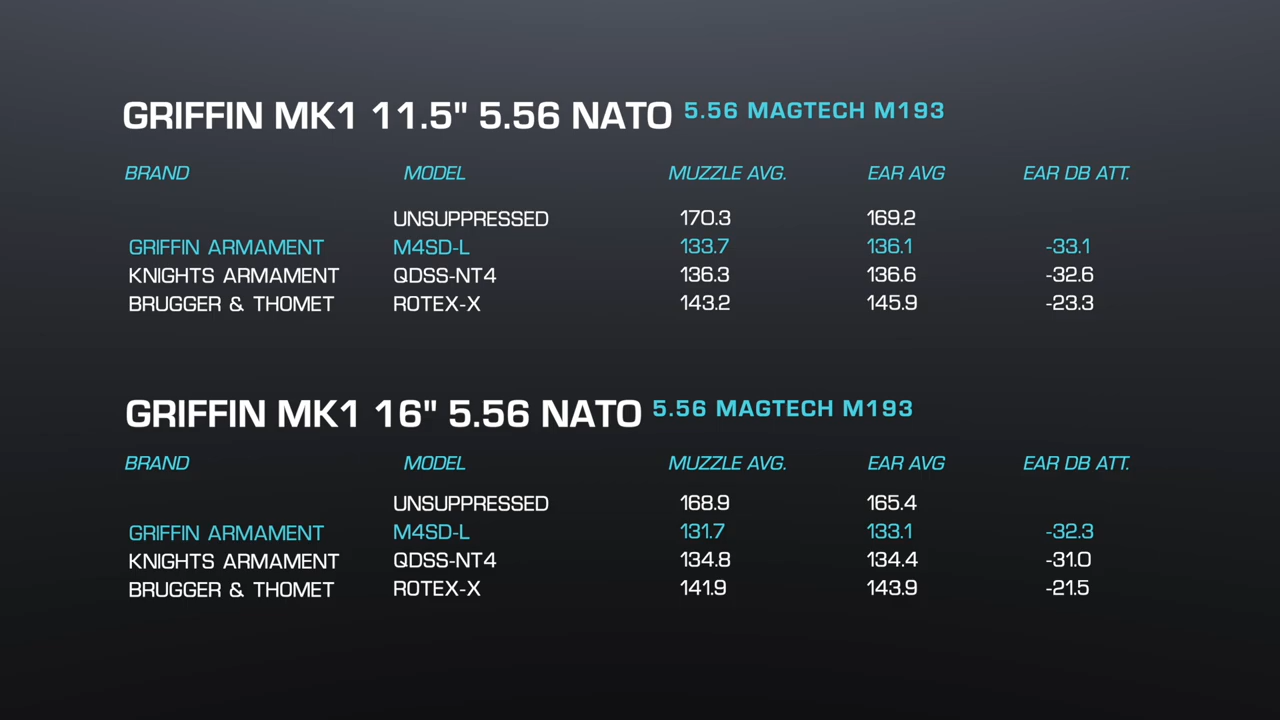 GRIFFIN MK1 11.5" 5.56 NATO 5.56 MAGTECH M193
BRAND MODEL MUZZLE AVG. EAR AVG EAR DB ATT.
UNSUPPRESSED 170.3 169.2
GRIFFIN ARMAMENT M4SD-L 133.7 136.1 -33.1
KNIGHTS ARMAMENT QDSS-NT4 136.3 136.6 -32.6
BRUGGER & THOMET ROTEX-X 143.2 145.9 -23.3
GRIFFIN MK1 16" 5.56 NATO 5.56 MAGTECH M193
BRAND MODEL MUZZLE AVG. EAR AVG EAR DB ATT.
UNSUPPRESSED 168.9 165.4
GRIFFIN ARMAMENT M4SD-L 131.7 133.1 -32.3
KNIGHTS ARMAMENT QDSS-NT4 134.8 134.4 -31.0
BRUGGER & THOMET ROTEX-X 141.9 143.9 -21.5